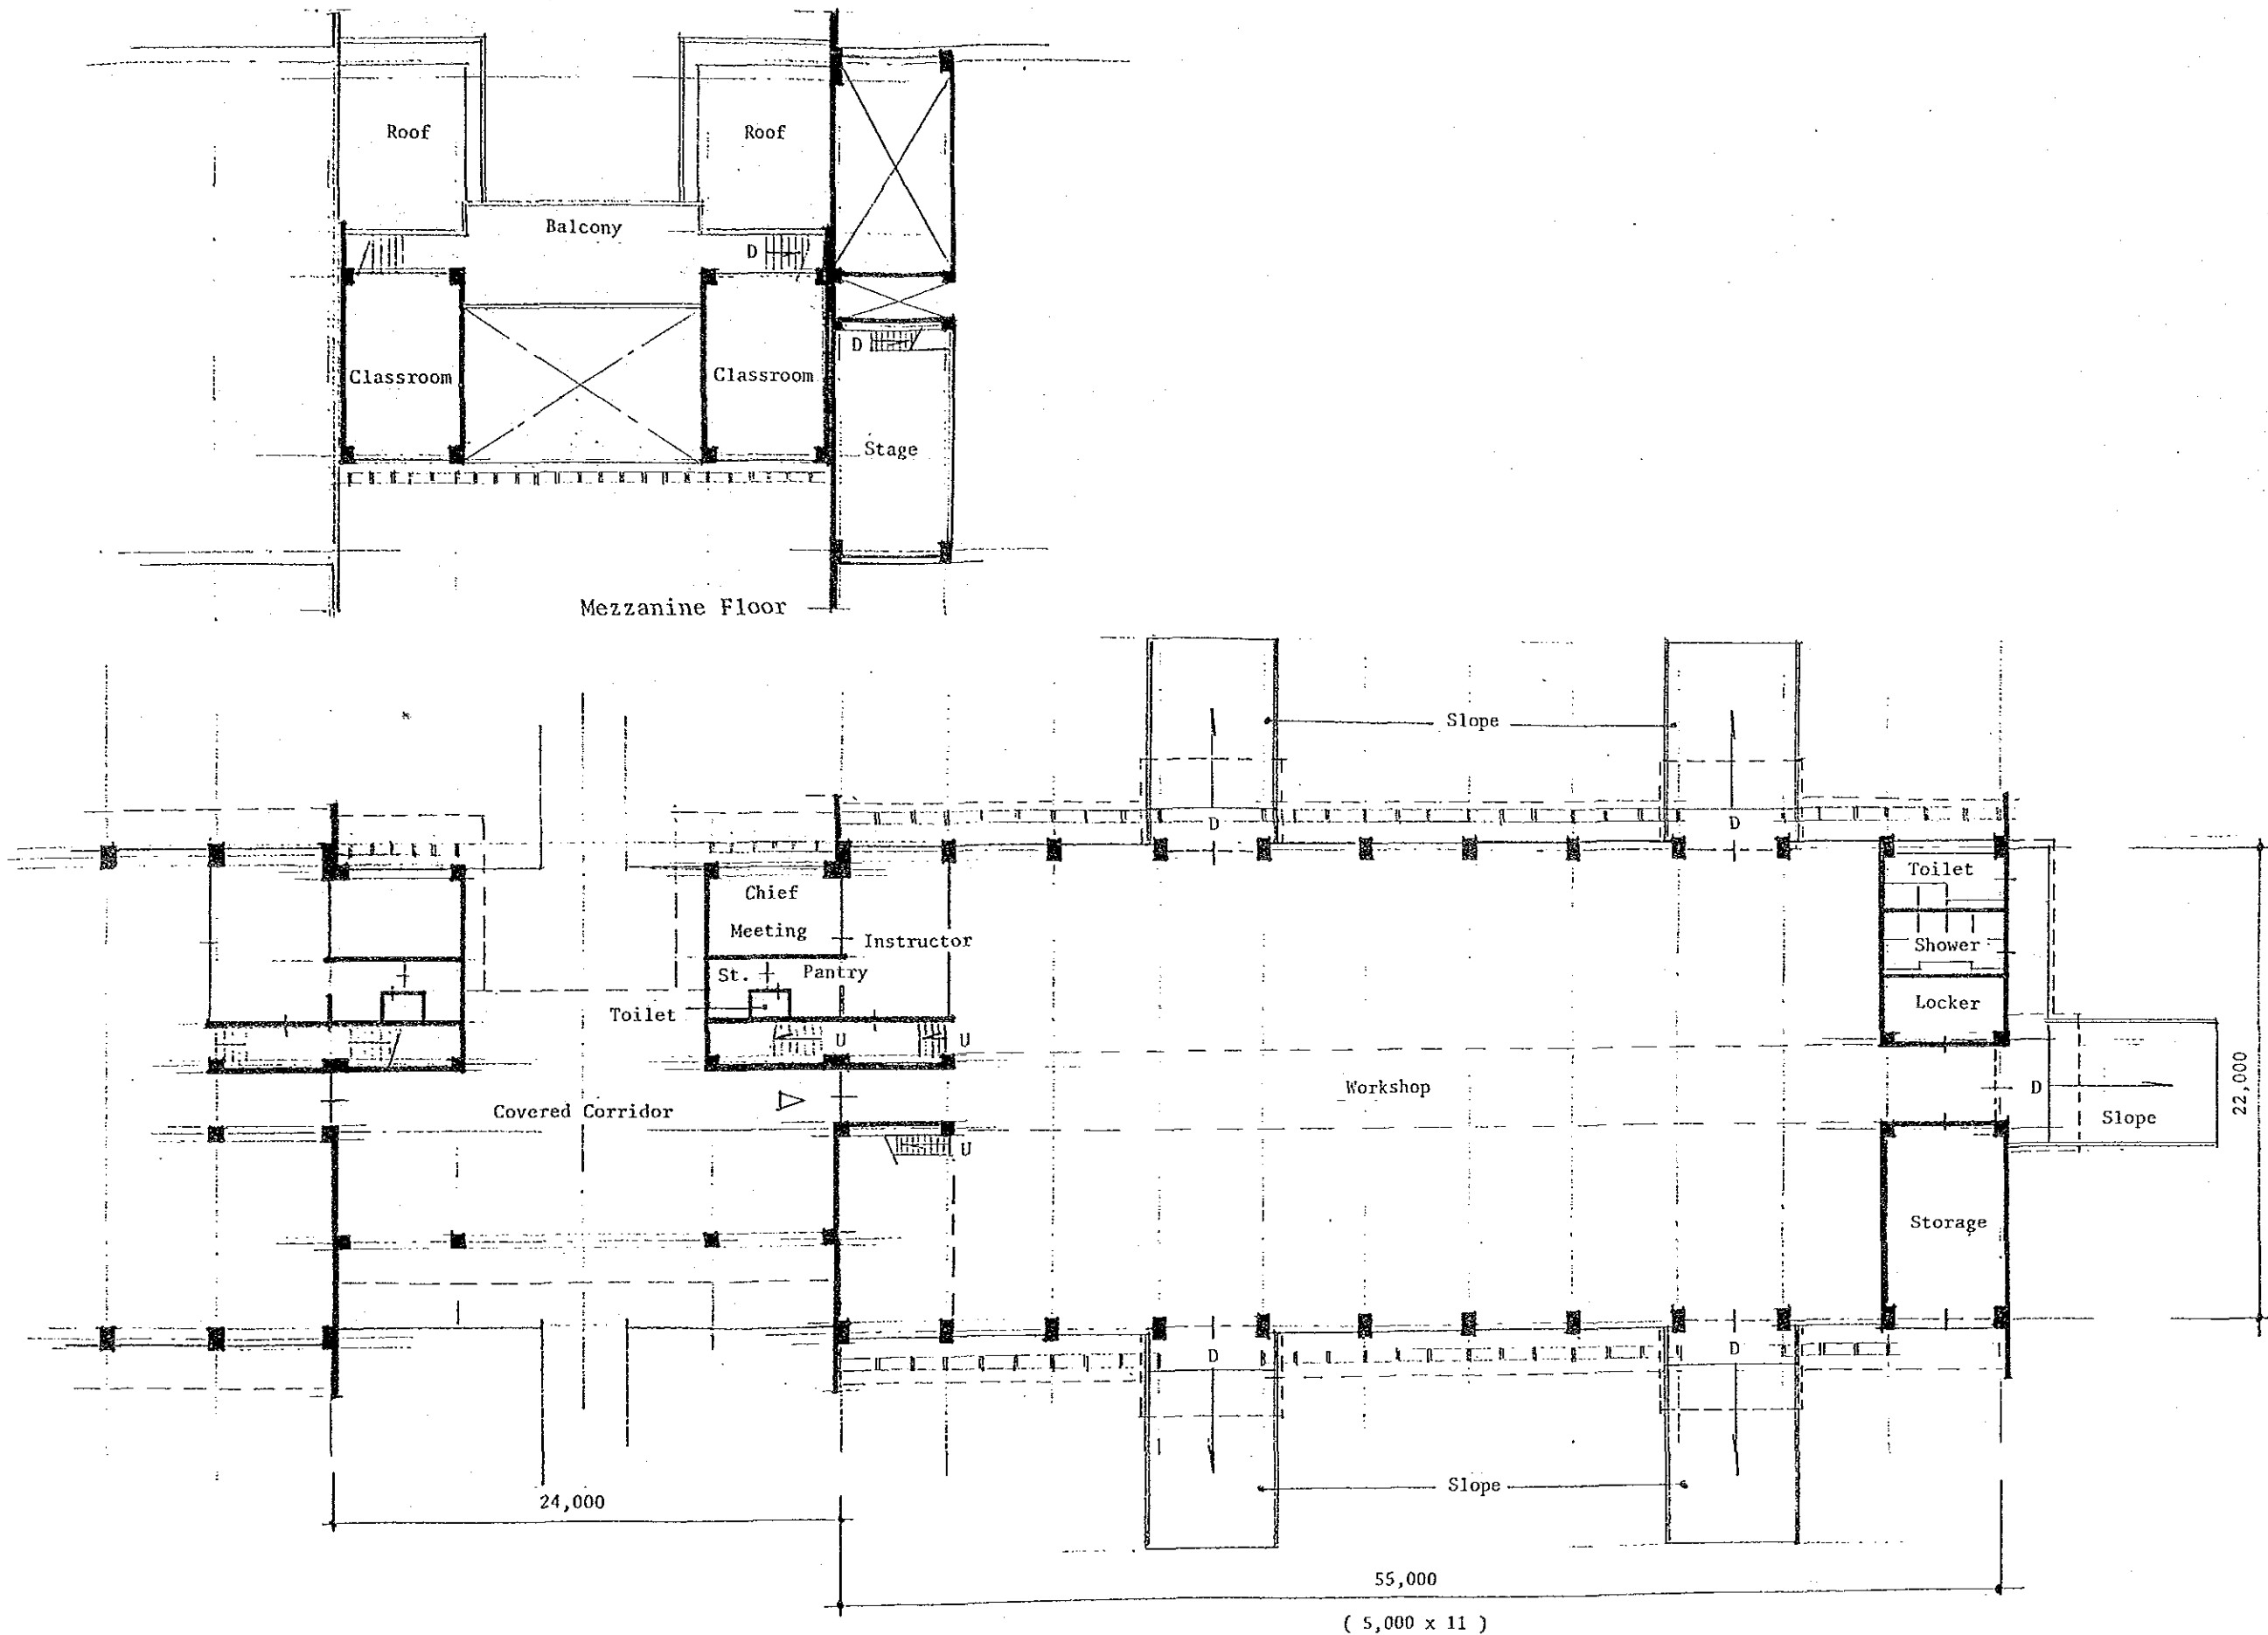 Roof Roof
Balcony
D
D
Classroom Classroom
Stage
Mezzanine Floor
Slope
D D
Toilet
Chief
Meeting
Instructor
Shower
St. Pantry
Locker
Toilet
U U
Workshop
D
Covered Corridor
Slope
22,000
U
Storage
D D
Slope
24,000
55,000
( 5,000 x 11 )